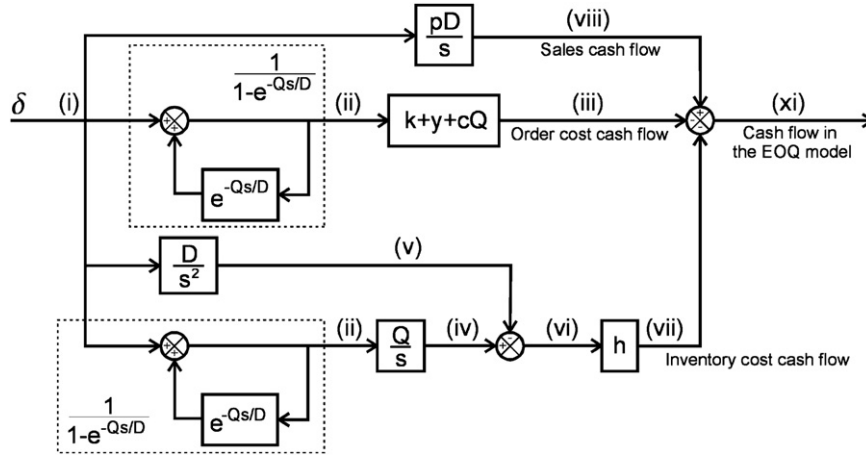 pD
s
(viii)
Sales cash flow
1
1-e^-Qs/D
δ
(i)
+
+
(ii)
k+y+cQ
(iii)
Order cost cash flow
+
-
-
(xi)
Cash flow in
the EOQ model
e^-Qs/D
D
s²
(v)
+
+
(ii)
Q
s
(iv)
+
-
(vi)
h
(vii)
Inventory cost cash flow
1
1-e^-Qs/D
e^-Qs/D